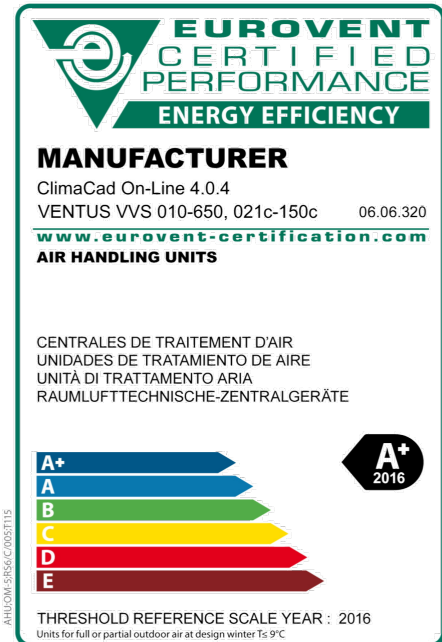 EUROVENT
CERTIFIED
PERFORMANCE
ENERGY EFFICIENCY
MANUFACTURER
ClimaCad On-Line 4.0.4
VENTUS VVS 010-650, 021c-150c 06.06.320
www.eurovent-certification.com
AIR HANDLING UNITS
CENTRALES DE TRAITEMENT D'AIR
UNIDADES DE TRATAMIENTO DE AIRE
UNITÀ DI TRATTAMENTO ARIA
RAUMLUFTTECHNISCHE-ZENTRALGERÄTE
A+
A
B
C
D
E
A+
2016
THRESHOLD REFERENCE SCALE YEAR : 2016
Units for full or partial outdoor air at design winter T≤ 9°C
AHU:OM-5:RS6/C/005:T115